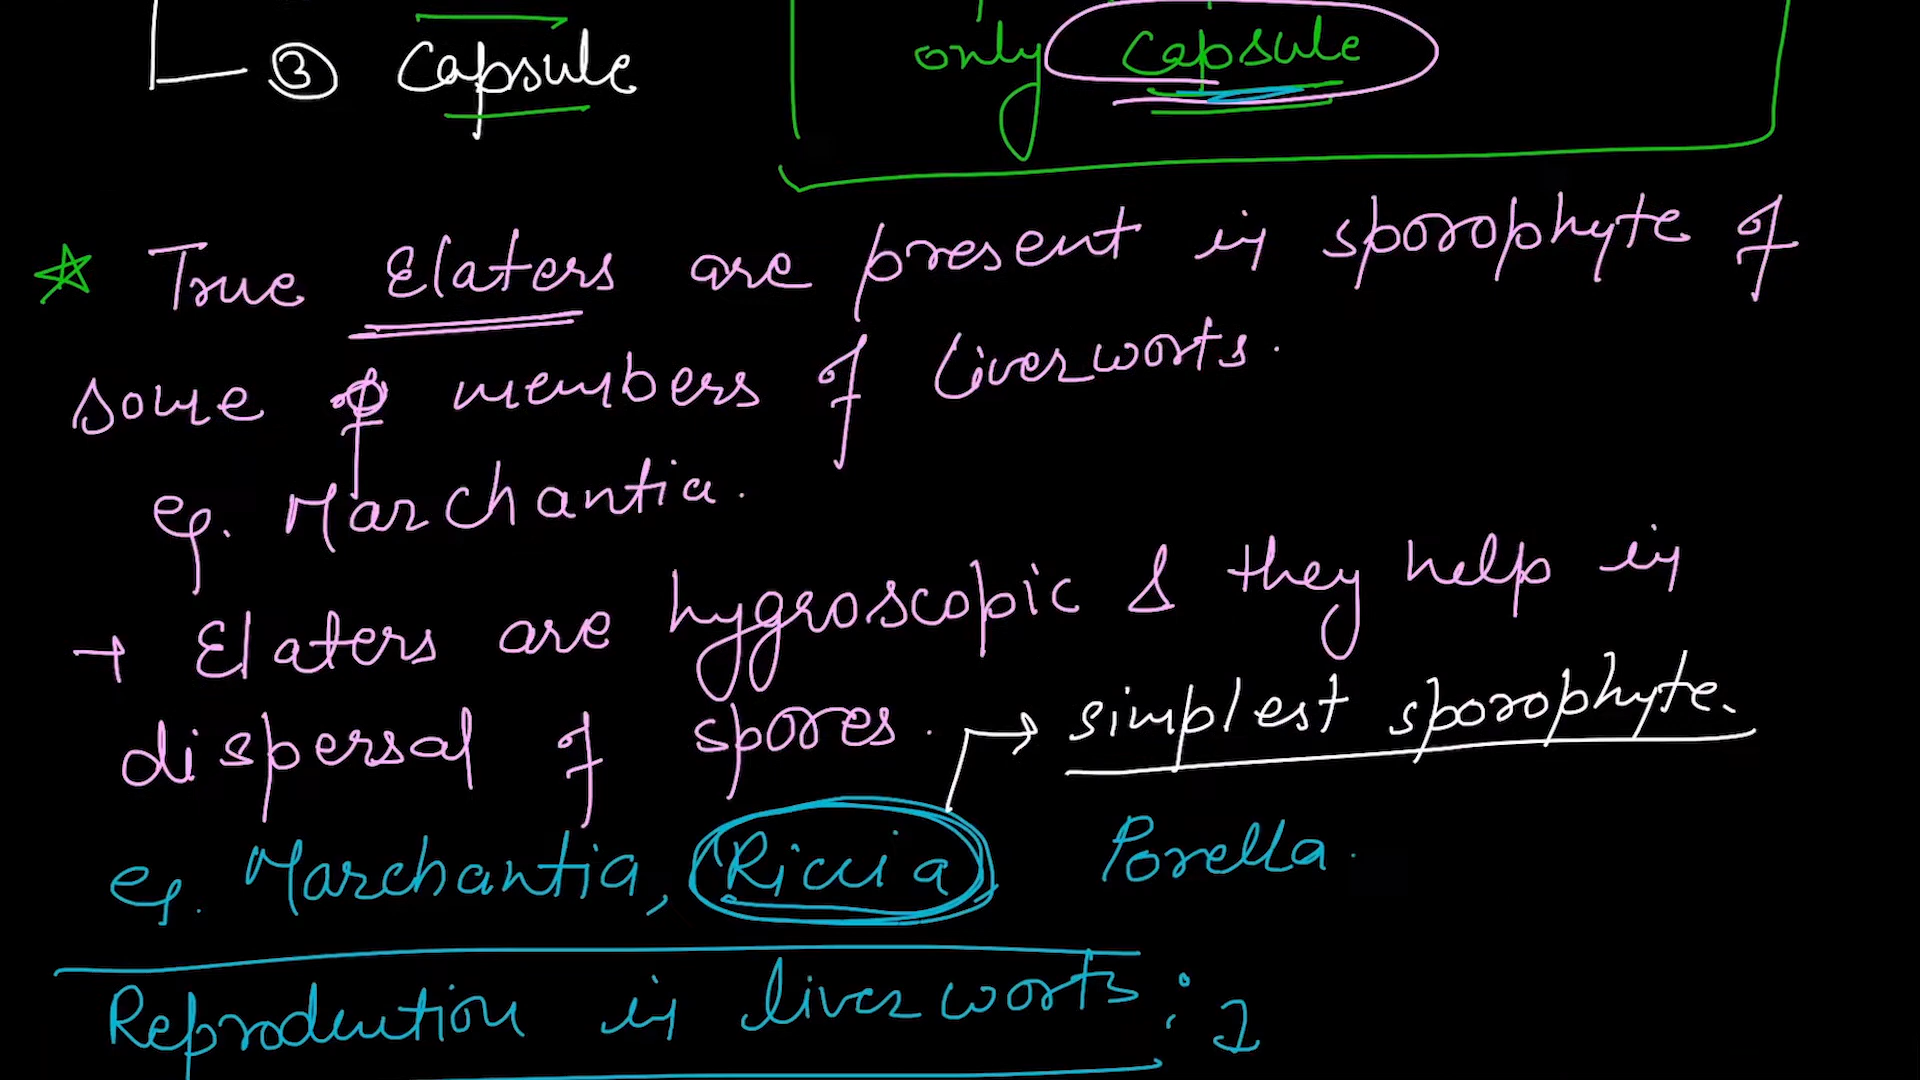 ③ Capsule
only capsule
☆ True Elaters are present in sporophyte of
some members of Liverworts.
eg. Marchantia.
→ Elaters are hygroscopic & they help in
dispersal of spores. → simplest sporophyte.
eg. Marchantia, Riccia Porella.
Reproduction in liverworts :